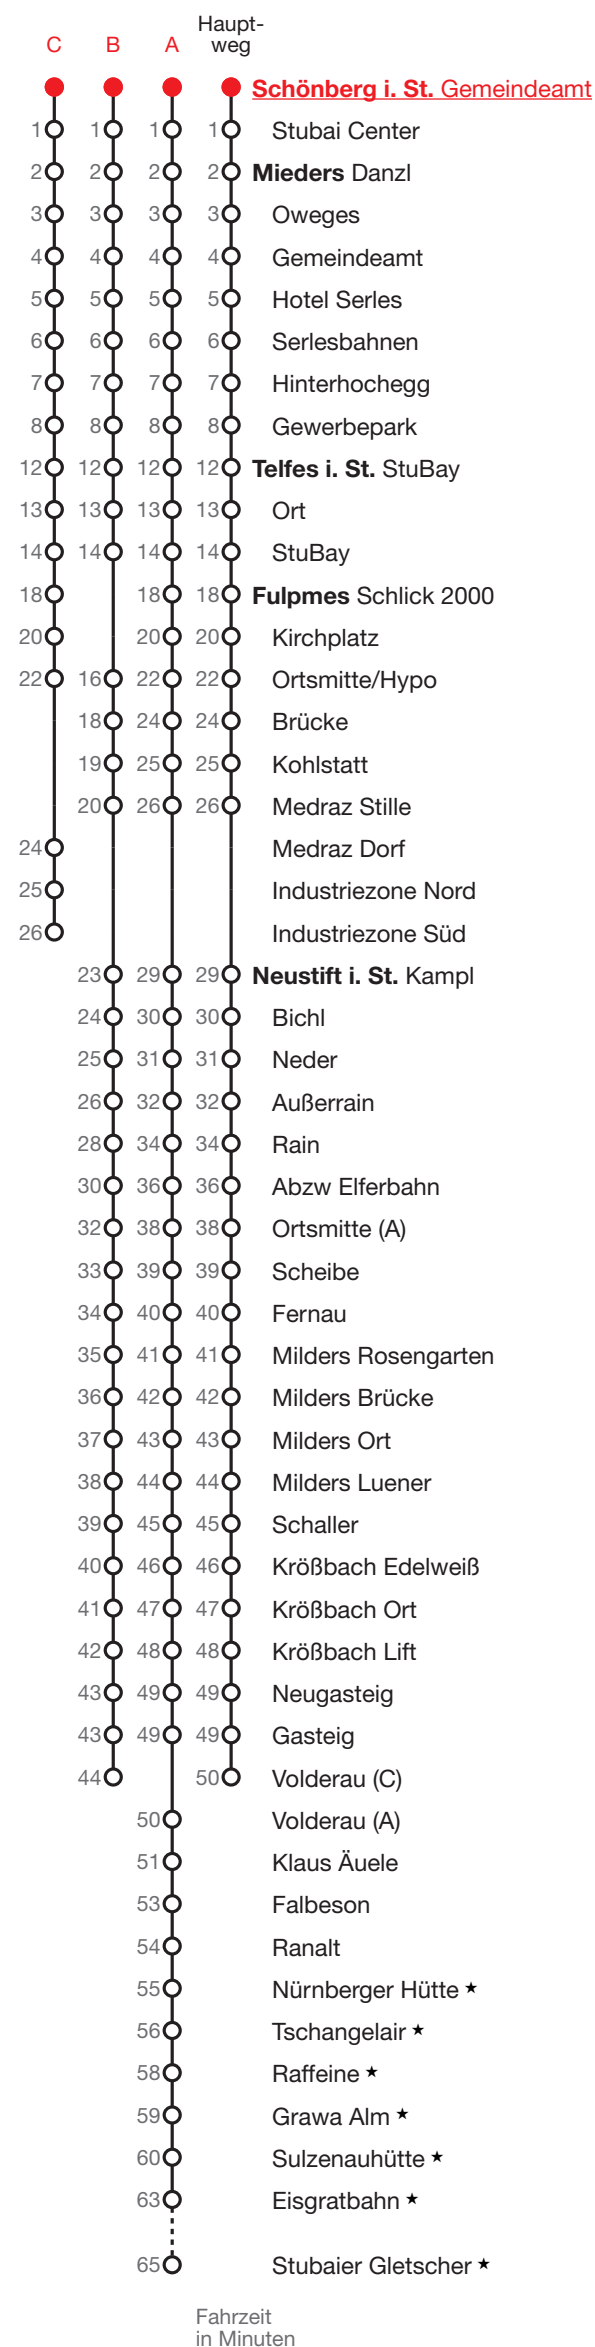 Haupt-
C B A weg
Schönberg i. St. Gemeindeamt
1 1 1 1 Stubai Center
2 2 2 2 Mieders Danzl
3 3 3 3 Oweges
4 4 4 4 Gemeindeamt
5 5 5 5 Hotel Serles
6 6 6 6 Serlesbahnen
7 7 7 7 Hinterhochegg
8 8 8 8 Gewerbepark
12 12 12 12 Telfes i. St. StuBay
13 13 13 13 Ort
14 14 14 14 StuBay
18 18 18 Fulpmes Schlick 2000
20 20 20 Kirchplatz
22 16 22 22 Ortsmitte/Hypo
18 24 24 Brücke
19 25 25 Kohlstatt
20 26 26 Medraz Stille
24 Medraz Dorf
25 Industriezone Nord
26 Industriezone Süd
23 29 29 Neustift i. St. Kampl
24 30 30 Bichl
25 31 31 Neder
26 32 32 Außerrain
28 34 34 Rain
30 36 36 Abzw Elferbahn
32 38 38 Ortsmitte (A)
33 39 39 Scheibe
34 40 40 Fernau
35 41 41 Milders Rosengarten
36 42 42 Milders Brücke
37 43 43 Milders Ort
38 44 44 Milders Luener
39 45 45 Schaller
40 46 46 Krößbach Edelweiß
41 47 47 Krößbach Ort
42 48 48 Krößbach Lift
43 49 49 Neugasteig
43 49 49 Gasteig
44 50 Volderau (C)
50 Volderau (A)
51 Klaus Äuele
53 Falbeson
54 Ranalt
55 Nürnberger Hütte ★
56 Tschangelair ★
58 Raffeine ★
59 Grawa Alm ★
60 Sulzenauhütte ★
63 Eisgratbahn ★
65 Stubaier Gletscher ★
Fahrzeit
in Minuten